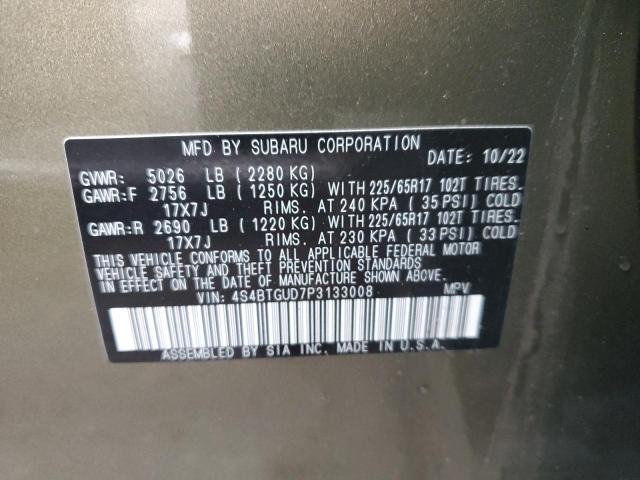 MFD BY SUBARU CORPORATION
DATE: 10/22
GVWR: 5026 LB (2280 KG)
GAWR:F 2756 LB (1250 KG) WITH 225/65R17 102T TIRES.
17X7J RIMS. AT 240 KPA (35 PSI) COLD
GAWR:R 2690 LB (1220 KG) WITH 225/65R17 102T TIRES.
17X7J RIMS. AT 230 KPA (33 PSI) COLD
THIS VEHICLE CONFORMS TO ALL APPLICABLE FEDERAL MOTOR
VEHICLE SAFETY AND THEFT PREVENTION STANDARDS
IN EFFECT ON THE DATE OF MANUFACTURE SHOWN ABOVE.
VIN: 4S4BTGUD7P3133008 MPV
ASSEMBLED BY SIA INC. MADE IN U.S.A.